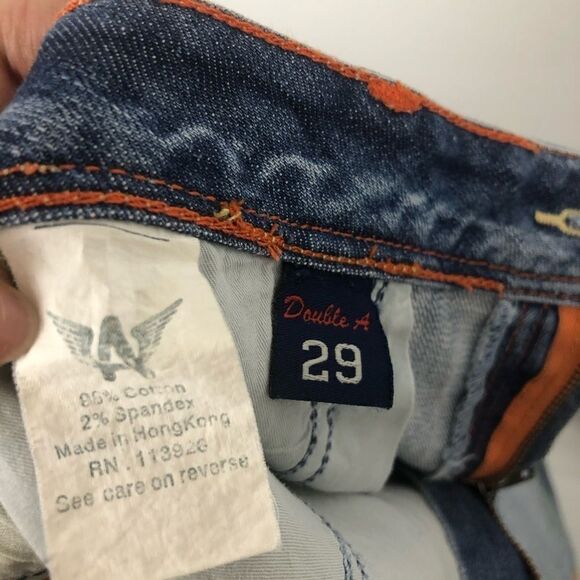 Double A
29
98% Cotton
2% Spandex
Made in HongKong
RN. 113926
See care on reverse